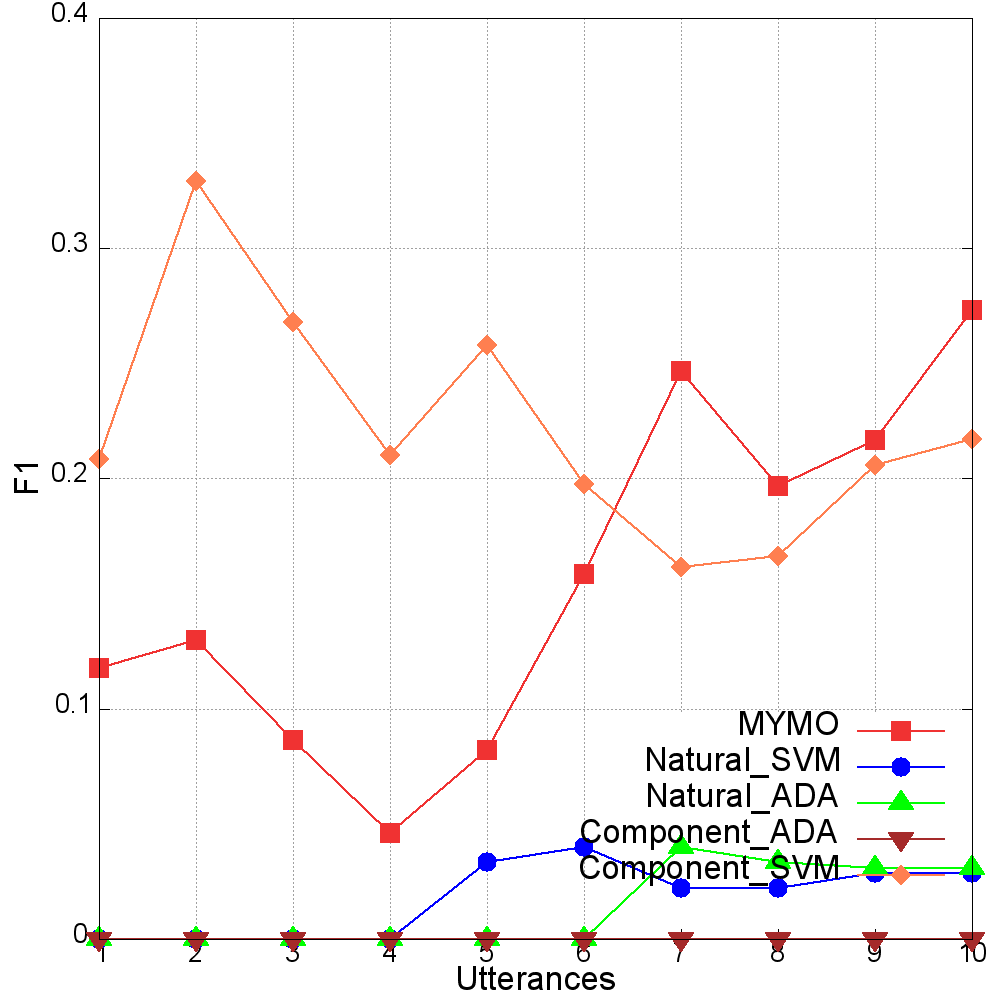 0.4
0.3
0.2
0.1
0
F1
1 2 3 4 5 6 7 8 9 10
Utterances
MYMO
Natural_SVM
Natural_ADA
Component_ADA
Component_SVM